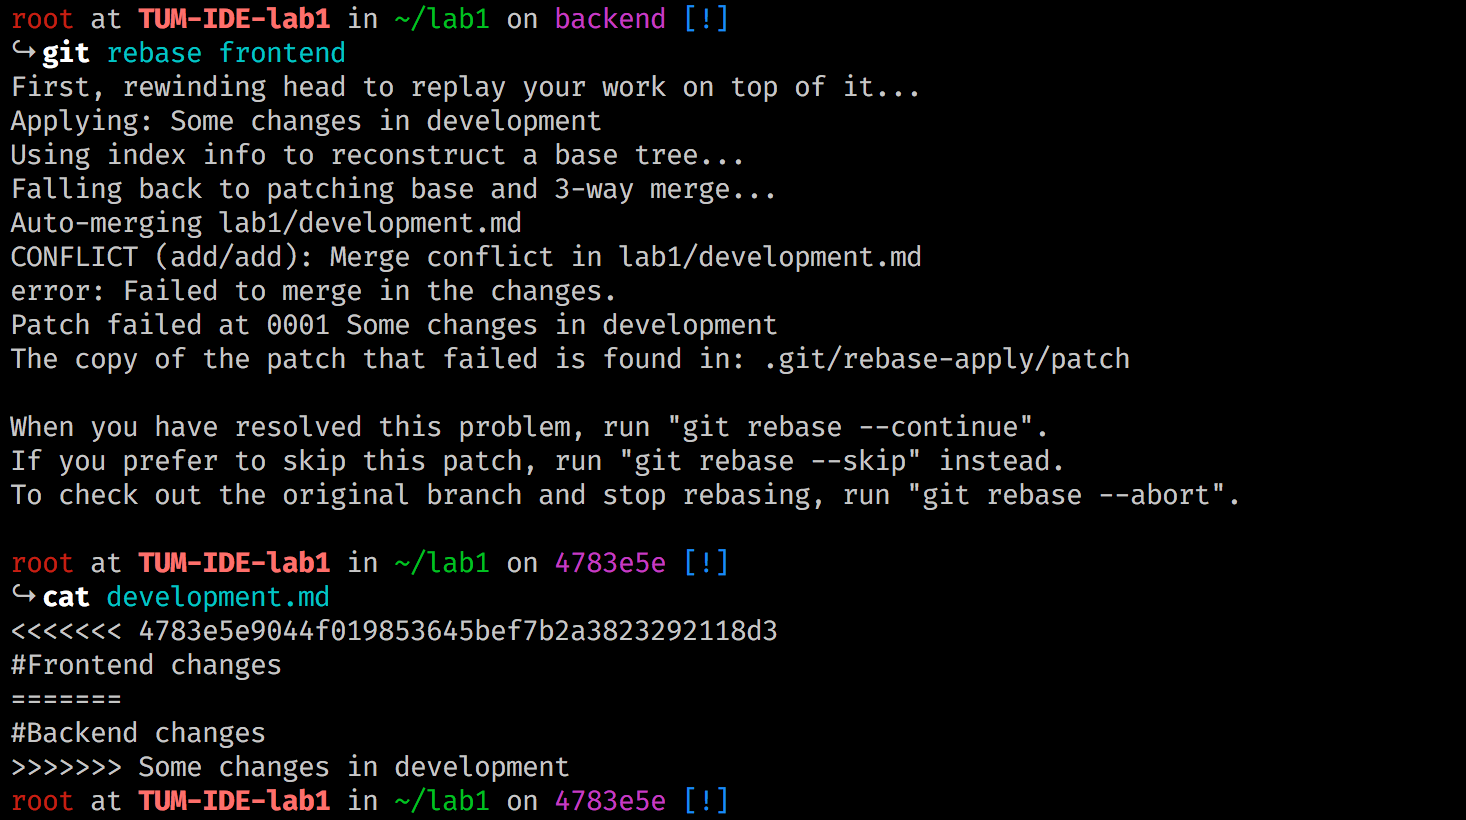 root at TUM-IDE-lab1 in ~/lab1 on backend [!]
↪git rebase frontend
First, rewinding head to replay your work on top of it...
Applying: Some changes in development
Using index info to reconstruct a base tree...
Falling back to patching base and 3-way merge...
Auto-merging lab1/development.md
CONFLICT (add/add): Merge conflict in lab1/development.md
error: Failed to merge in the changes.
Patch failed at 0001 Some changes in development
The copy of the patch that failed is found in: .git/rebase-apply/patch

When you have resolved this problem, run "git rebase --continue".
If you prefer to skip this patch, run "git rebase --skip" instead.
To check out the original branch and stop rebasing, run "git rebase --abort".

root at TUM-IDE-lab1 in ~/lab1 on 4783e5e [!]
↪cat development.md
<<<<<<< 4783e5e9044f019853645bef7b2a3823292118d3
#Frontend changes
=======
#Backend changes
>>>>>>> Some changes in development
root at TUM-IDE-lab1 in ~/lab1 on 4783e5e [!]